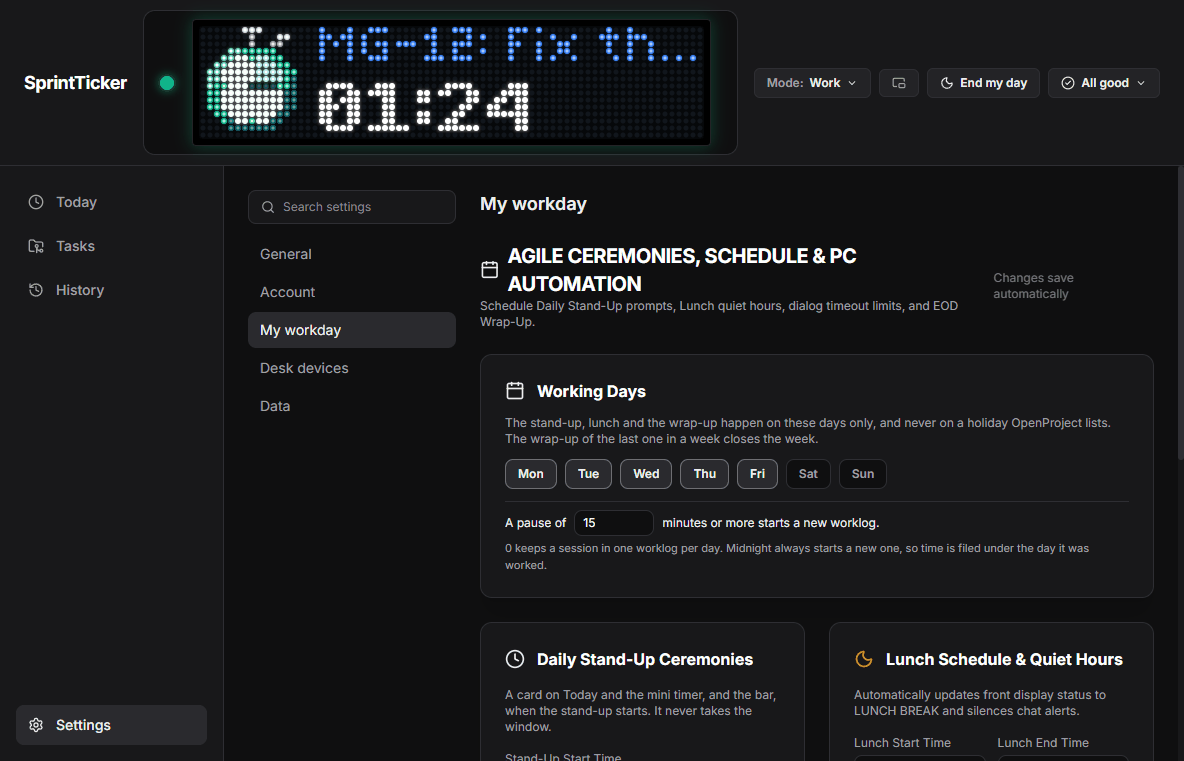 SprintTicker
MG-12: Fix th...
01:24
Mode: Work
End my day
All good
Today
Tasks
History
Settings
Search settings
General
Account
My workday
Desk devices
Data
My workday
AGILE CEREMONIES, SCHEDULE & PC
AUTOMATION
Schedule Daily Stand-Up prompts, Lunch quiet hours, dialog timeout limits, and EOD
Wrap-Up.
Changes save
automatically
Working Days
The stand-up, lunch and the wrap-up happen on these days only, and never on a holiday OpenProject lists.
The wrap-up of the last one in a week closes the week.
Mon Tue Wed Thu Fri Sat Sun
A pause of 15 minutes or more starts a new worklog.
0 keeps a session in one worklog per day. Midnight always starts a new one, so time is filed under the day it was
worked.
Daily Stand-Up Ceremonies
A card on Today and the mini timer, and the bar,
when the stand-up starts. It never takes the
window.
Stand-Up Start Time
Lunch Schedule & Quiet Hours
Automatically updates front display status to
LUNCH BREAK and silences chat alerts.
Lunch Start Time
Lunch End Time